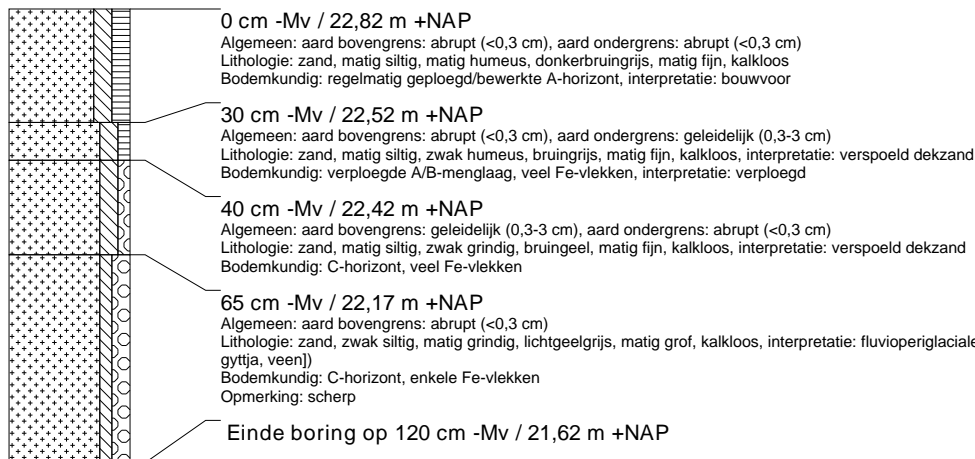 0 cm -Mv / 22,82 m +NAP
Algemeen: aard bovengrens: abrupt (<0,3 cm), aard ondergrens: abrupt (<0,3 cm)
Lithologie: zand, matig siltig, matig humeus, donkerbruingrijs, matig fijn, kalkloos
Bodemkundig: regelmatig geploegd/bewerkte A-horizont, interpretatie: bouwvoor
30 cm -Mv / 22,52 m +NAP
Algemeen: aard bovengrens: abrupt (<0,3 cm), aard ondergrens: geleidelijk (0,3-3 cm)
Lithologie: zand, matig siltig, zwak humeus, bruingrijs, matig fijn, kalkloos, interpretatie: verspoeld dekzand
Bodemkundig: verploegde A/B-menglaag, veel Fe-vlekken, interpretatie: verploegd
40 cm -Mv / 22,42 m +NAP
Algemeen: aard bovengrens: geleidelijk (0,3-3 cm), aard ondergrens: abrupt (<0,3 cm)
Lithologie: zand, matig siltig, zwak grindig, bruingeel, matig fijn, kalkloos, interpretatie: verspoeld dekzand
Bodemkundig: C-horizont, veel Fe-vlekken
65 cm -Mv / 22,17 m +NAP
Algemeen: aard bovengrens: abrupt (<0,3 cm)
Lithologie: zand, zwak siltig, matig grindig, lichtgeelgrijs, matig grof, kalkloos, interpretatie: fluvioperiglaciale
gyttja, veen])
Bodemkundig: C-horizont, enkele Fe-vlekken
Opmerking: scherp
Einde boring op 120 cm -Mv / 21,62 m +NAP